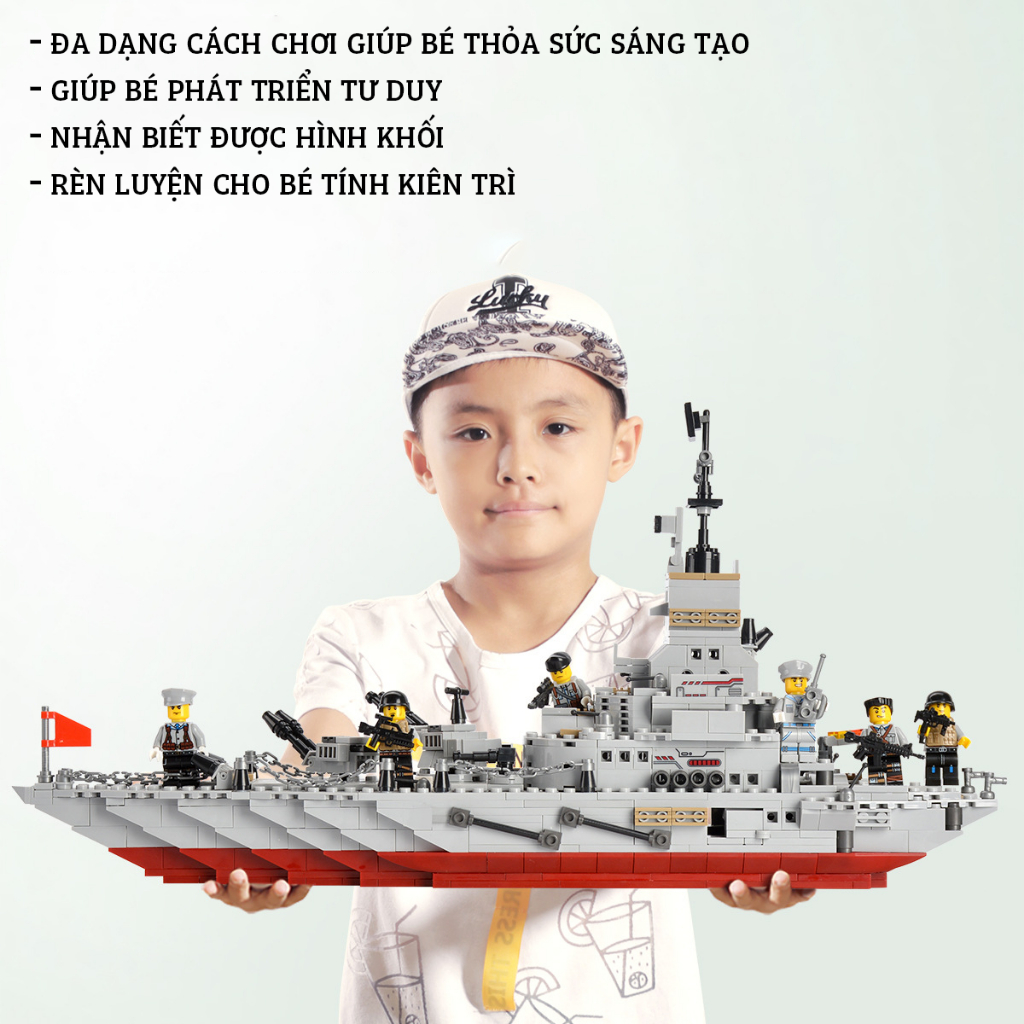 - ĐA DẠNG CÁCH CHƠI GIÚP BÉ THỎA SỨC SÁNG TẠO
- GIÚP BÉ PHÁT TRIỂN TƯ DUY
- NHẬN BIẾT ĐƯỢC HÌNH KHỐI
- RÈN LUYỆN CHO BÉ TÍNH KIÊN TRÌ
Lucky